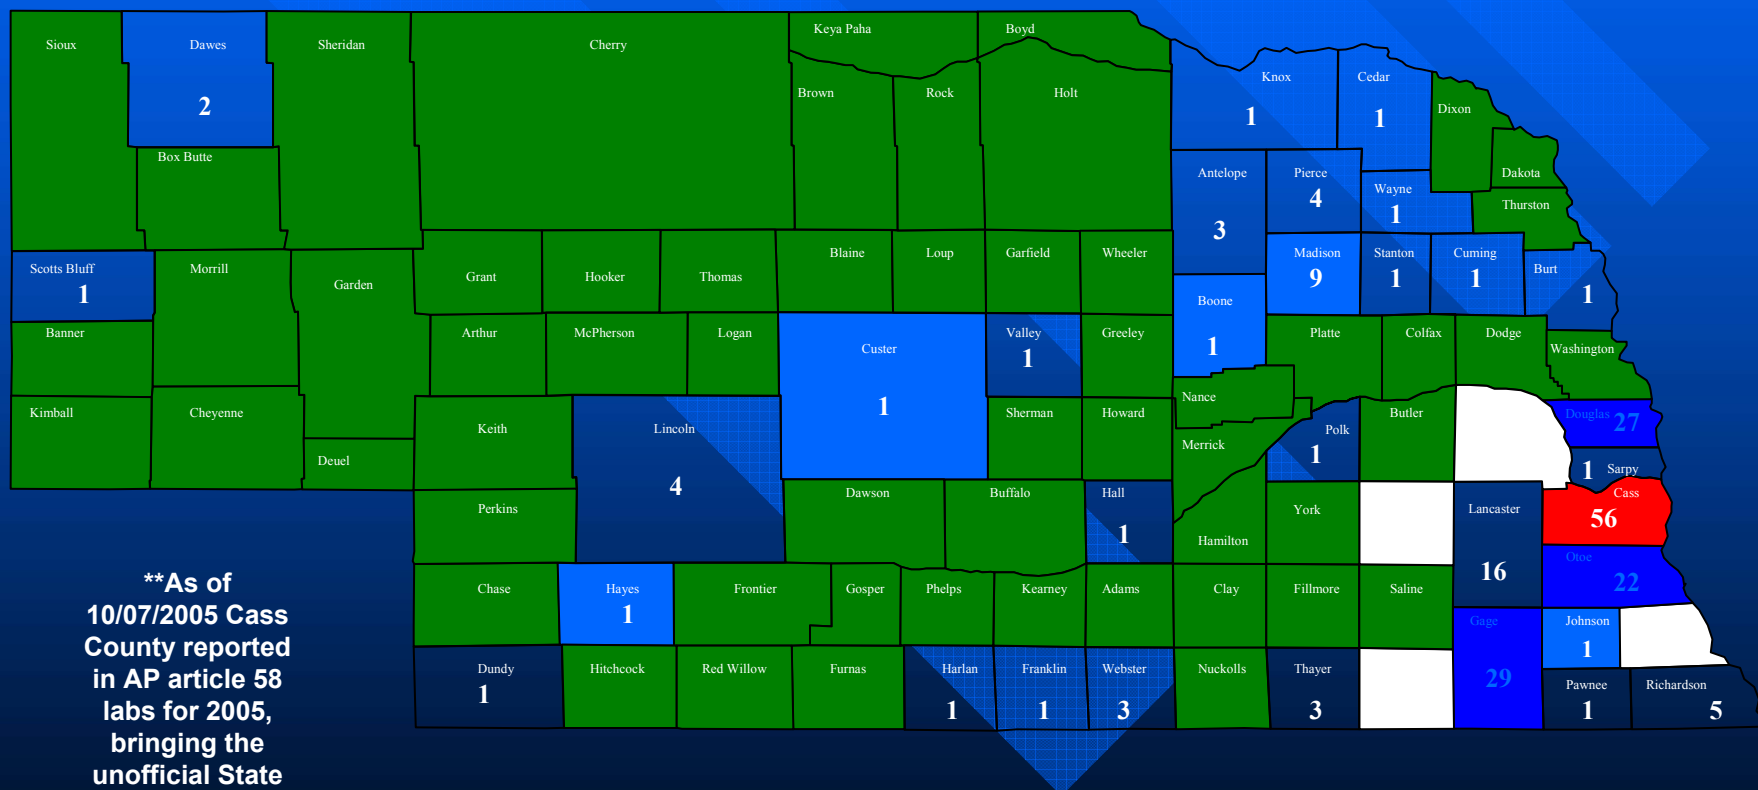 Sioux
Dawes
2
Sheridan
Cherry
Keya Paha
Boyd
Brown
Rock
Holt
Knox
1
Cedar
1
Dixon
Dakota
Thurston
Box Butte
Antelope
3
Pierce
4
Wayne
1
Scotts Bluff
1
Morrill
Garden
Grant
Hooker
Thomas
Blaine
Loup
Garfield
Wheeler
Boone
1
Madison
9
Stanton
1
Cuming
1
Burt
1
Banner
Arthur
McPherson
Logan
Custer
1
Valley
1
Greeley
Platte
Colfax
Dodge
Washington
Kimball
Cheyenne
Deuel
Keith
Lincoln
4
Sherman
Howard
Nance
Merrick
Polk
1
Butler
Douglas 27
1 Sarpy
Perkins
Dawson
Buffalo
Hall
1
Hamilton
York
Lancaster
16
Cass
56
Otoe
22
Chase
Hayes
1
Frontier
Gosper
Phelps
Kearney
Adams
Clay
Fillmore
Saline
Gage
29
Johnson
1
Dundy
1
Hitchcock
Red Willow
Furnas
Harlan
1
Franklin
1
Webster
3
Nuckolls
Thayer
3
Pawnee
1
Richardson
5
**As of
10/07/2005 Cass
County reported
in AP article 58
labs for 2005,
bringing the
unofficial State